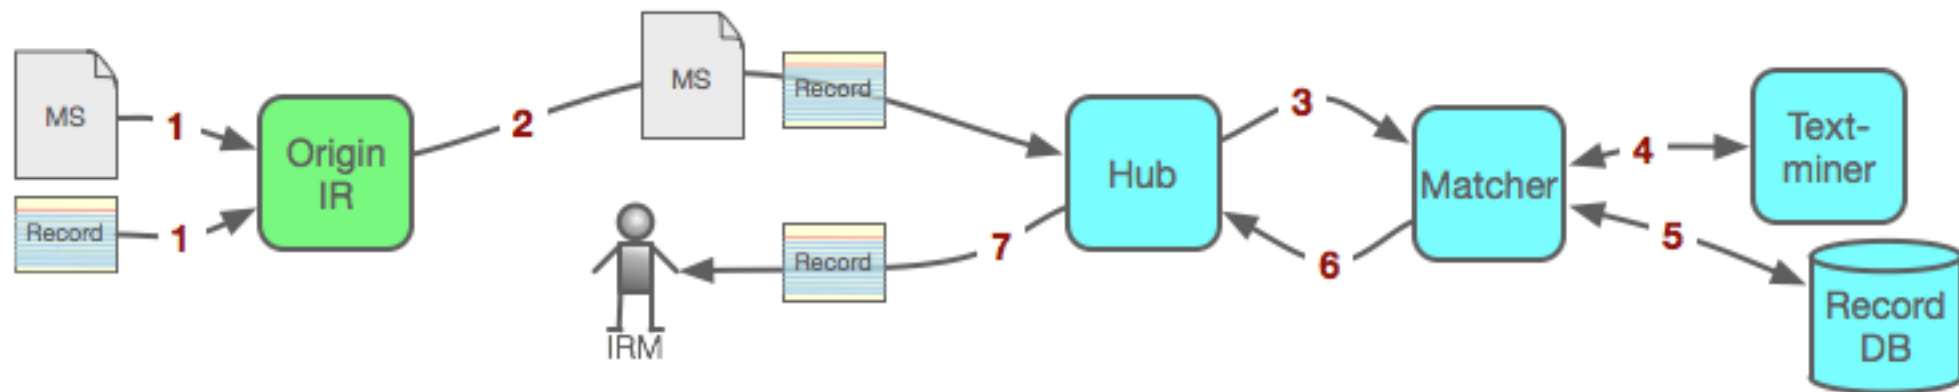 MS
1
Record
1
Origin
IR
2
MS
Record
IRM
Record
7
Hub
3
6
Matcher
4
5
Text-
miner
Record
DB